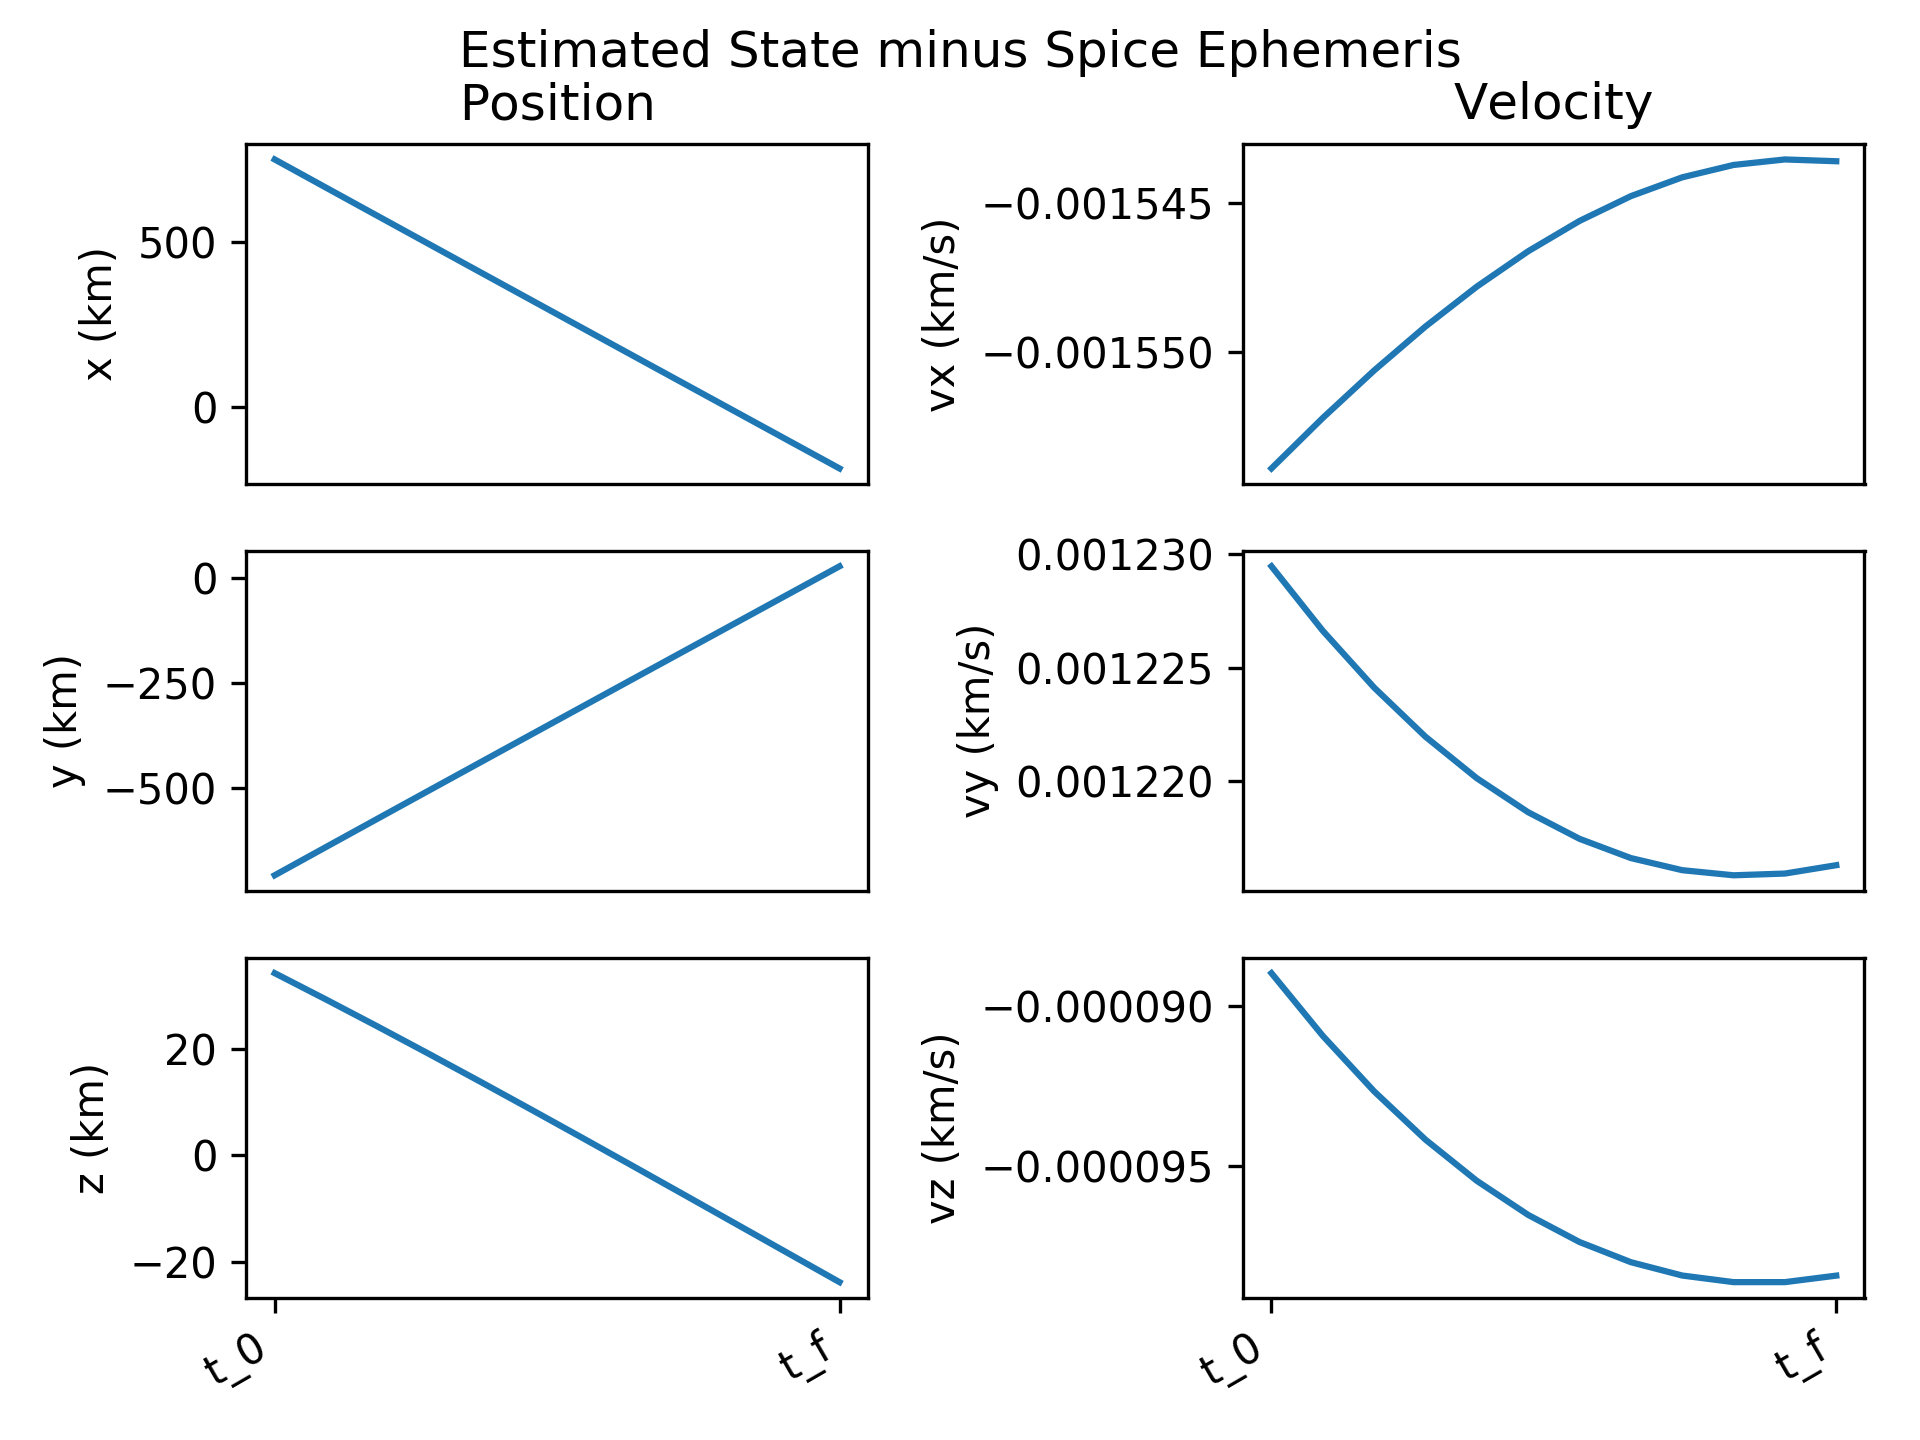 Estimated State minus Spice Ephemeris
Position
Velocity
x (km)
500
0
vx (km/s)
−0.001545
−0.001550
y (km)
0
−250
−500
vy (km/s)
0.001230
0.001225
0.001220
z (km)
20
0
−20
vz (km/s)
−0.000090
−0.000095
t_0
t_f
t_0
t_f